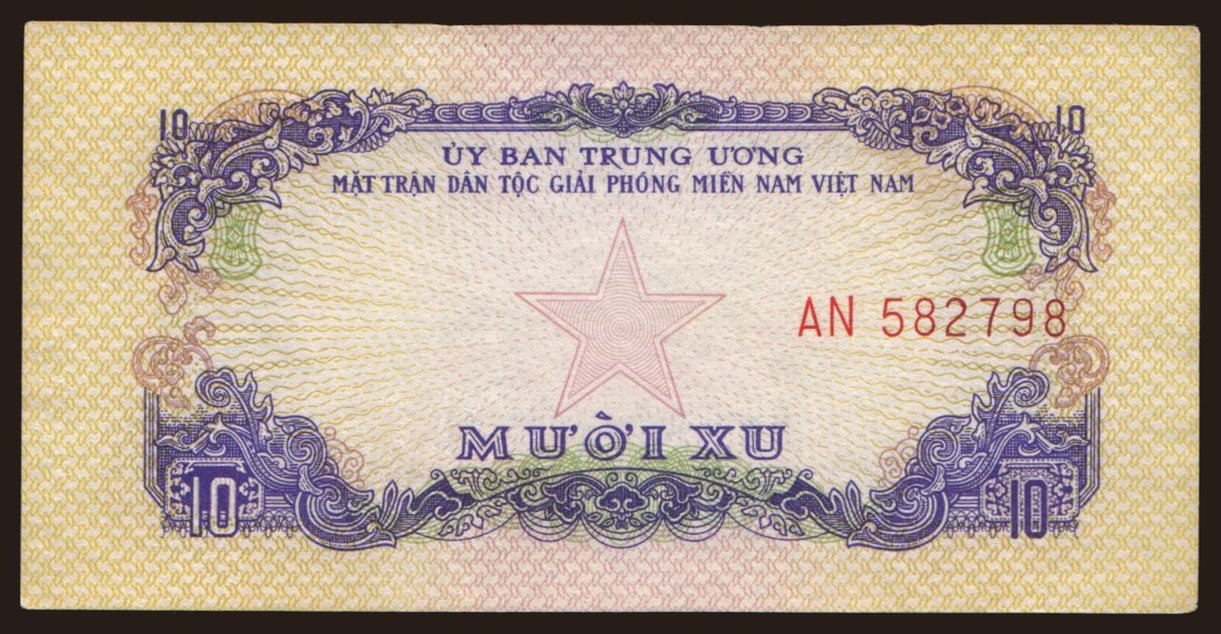 10 10
ỦY BAN TRUNG ƯƠNG
MẶT TRẬN DÂN TỘC GIẢI PHÓNG MIỀN NAM VIỆT NAM
AN 582798
MƯỜI XU
10 10